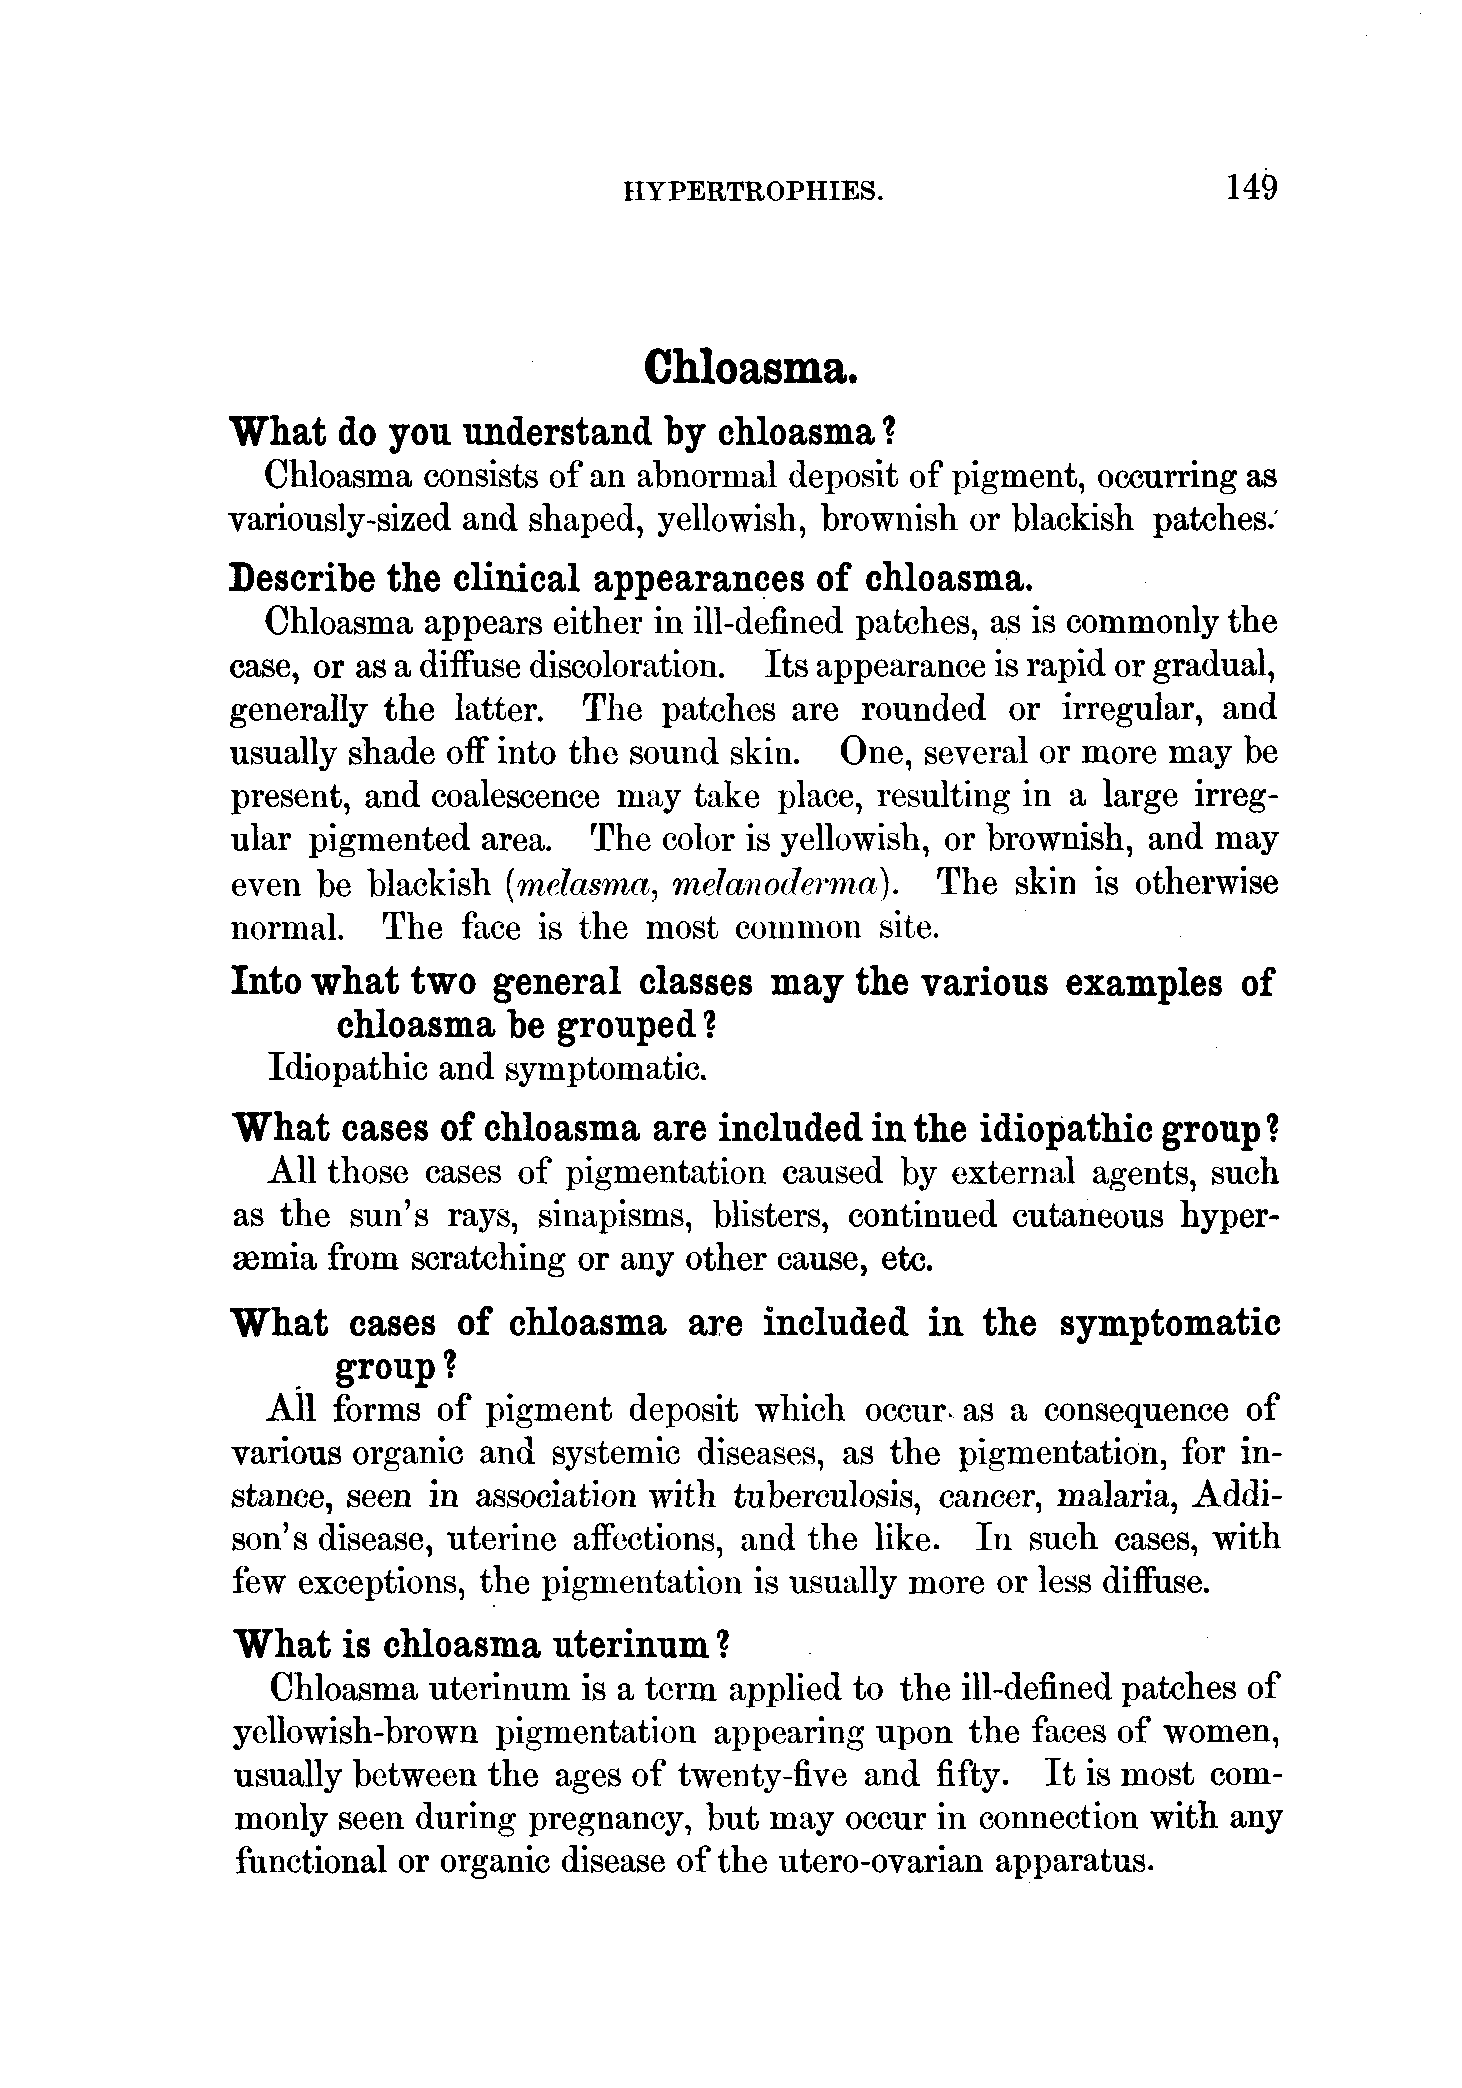 HYPERTROPHIES. 149
Chloasma.
What do you understand by chloasma?
Chloasma consists of an abnormal deposit of pigment, occurring as
variously-sized and shaped, yellowish, brownish or blackish patches.
Describe the clinical appearances of chloasma.
Chloasma appears either in ill-defined patches, as is commonly the
case, or as a diffuse discoloration. Its appearance is rapid or gradual,
generally the latter. The patches are rounded or irregular, and
usually shade off into the sound skin. One, several or more may be
present, and coalescence may take place, resulting in a large irreg-
ular pigmented area. The color is yellowish, or brownish, and may
even be blackish (melasma, melanoderma). The skin is otherwise
normal. The face is the most common site.
Into what two general classes may the various examples of
chloasma be grouped?
Idiopathic and symptomatic.
What cases of chloasma are included in the idiopathic group?
All those cases of pigmentation caused by external agents, such
as the sun's rays, sinapisms, blisters, continued cutaneous hyper-
æmia from scratching or any other cause, etc.
What cases of chloasma are included in the symptomatic
group?
All forms of pigment deposit which occur as a consequence of
various organic and systemic diseases, as the pigmentation, for in-
stance, seen in association with tuberculosis, cancer, malaria, Addi-
son's disease, uterine affections, and the like. In such cases, with
few exceptions, the pigmentation is usually more or less diffuse.
What is chloasma uterinum?
Chloasma uterinum is a term applied to the ill-defined patches of
yellowish-brown pigmentation appearing upon the faces of women,
usually between the ages of twenty-five and fifty. It is most com-
monly seen during pregnancy, but may occur in connection with any
functional or organic disease of the utero-ovarian apparatus.